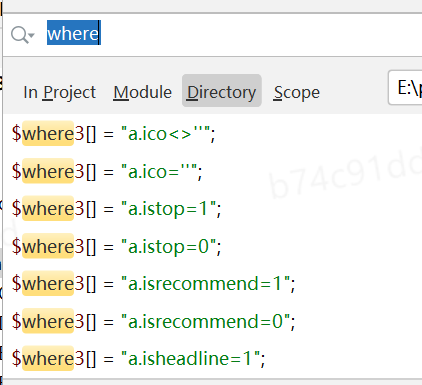 where
In Project Module Directory Scope E:\p
$where3[] = "a.ico<>''";
$where3[] = "a.ico=''";
$where3[] = "a.istop=1";
$where3[] = "a.istop=0";
$where3[] = "a.isrecommend=1";
$where3[] = "a.isrecommend=0";
$where3[] = "a.isheadline=1";
b74c91dd